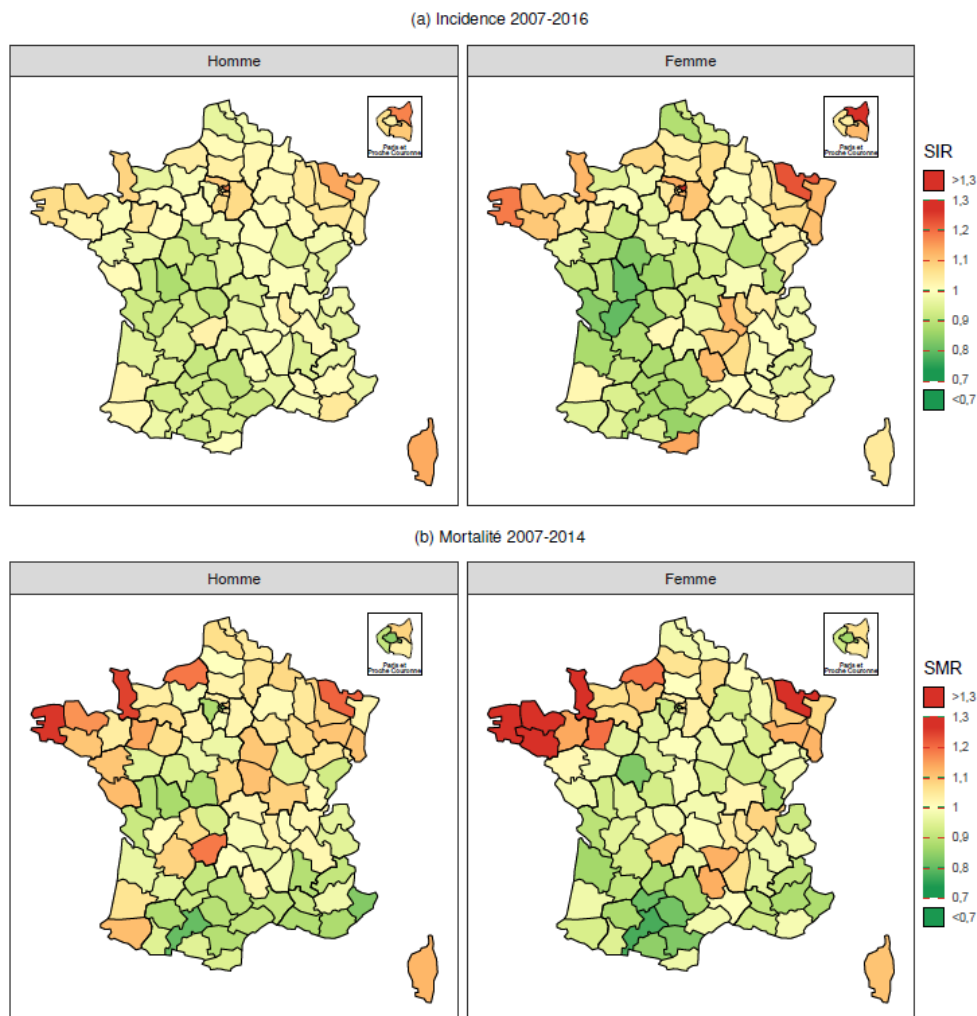 (a) Incidence 2007-2016
Homme
Femme
Paris et
Proche Couronne
Paris et
Proche Couronne
SIR
>1,3
1,3
1,2
1,1
1
0,9
0,8
0,7
<0,7
(b) Mortalité 2007-2014
Homme
Femme
Paris et
Proche Couronne
Paris et
Proche Couronne
SMR
>1,3
1,3
1,2
1,1
1
0,9
0,8
0,7
<0,7